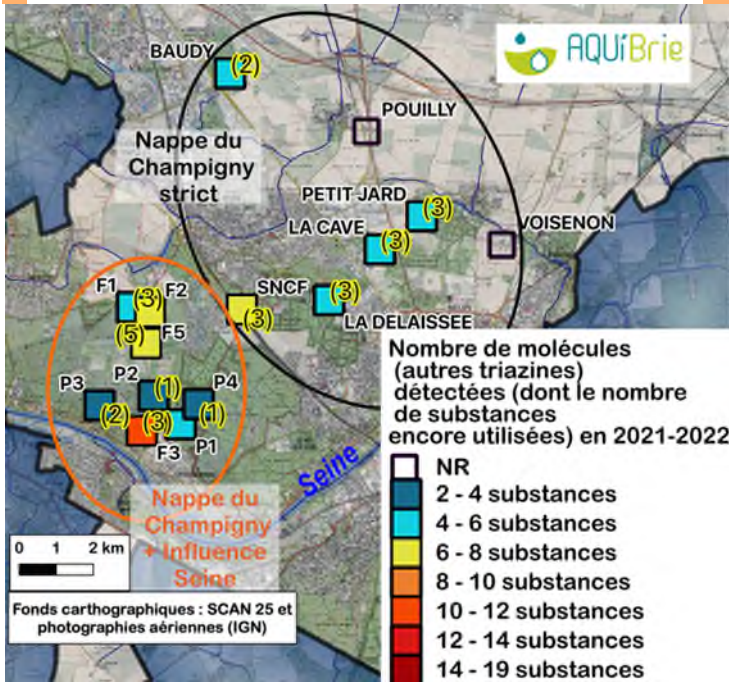 AQUiBrie
BAUDY
(2)
POUILLY
Nappe du
Champigny
strict
PETIT JARD
(3)
LA CAVE
(3)
VOISENON
SNCF
(3)
(3)
LA DELAISSEE
F1
(3)
F2
(5)
F5
P2
(1)
P3
(2)
P4
(1)
(3)
F3
P1
Seine
Nappe du
Champigny
+ Influence
Seine
0 1 2 km
Fonds carthographiques : SCAN 25 et
photographies aériennes (IGN)
Nombre de molécules
(autres triazines)
détectées (dont le nombre
de substances
encore utilisées) en 2021-2022
NR
2 - 4 substances
4 - 6 substances
6 - 8 substances
8 - 10 substances
10 - 12 substances
12 - 14 substances
14 - 19 substances